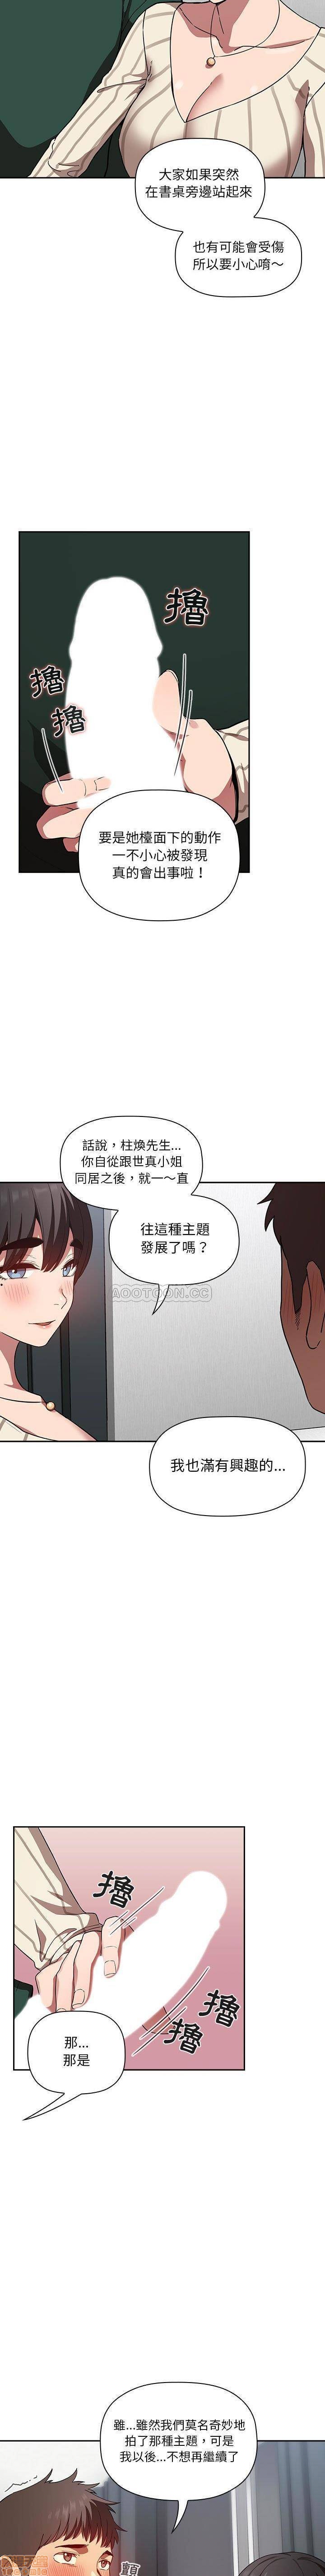 大家如果突然
在書桌旁邊站起來
也有可能會受傷
所以要小心唷～
擼
擼
擼
要是她檯面下的動作
一不小心被發現
真的會出事啦！
話說，柱煥先生…
你自從跟世真小姐
同居之後，就一～直
往這種主題
發展了嗎？
AOOTOON.CC
我也滿有興趣的…
擼
擼
擼
那…
那是
雖…雖然我們莫名奇妙地
拍了那種主題，可是
我以後…不想再繼續了
顫